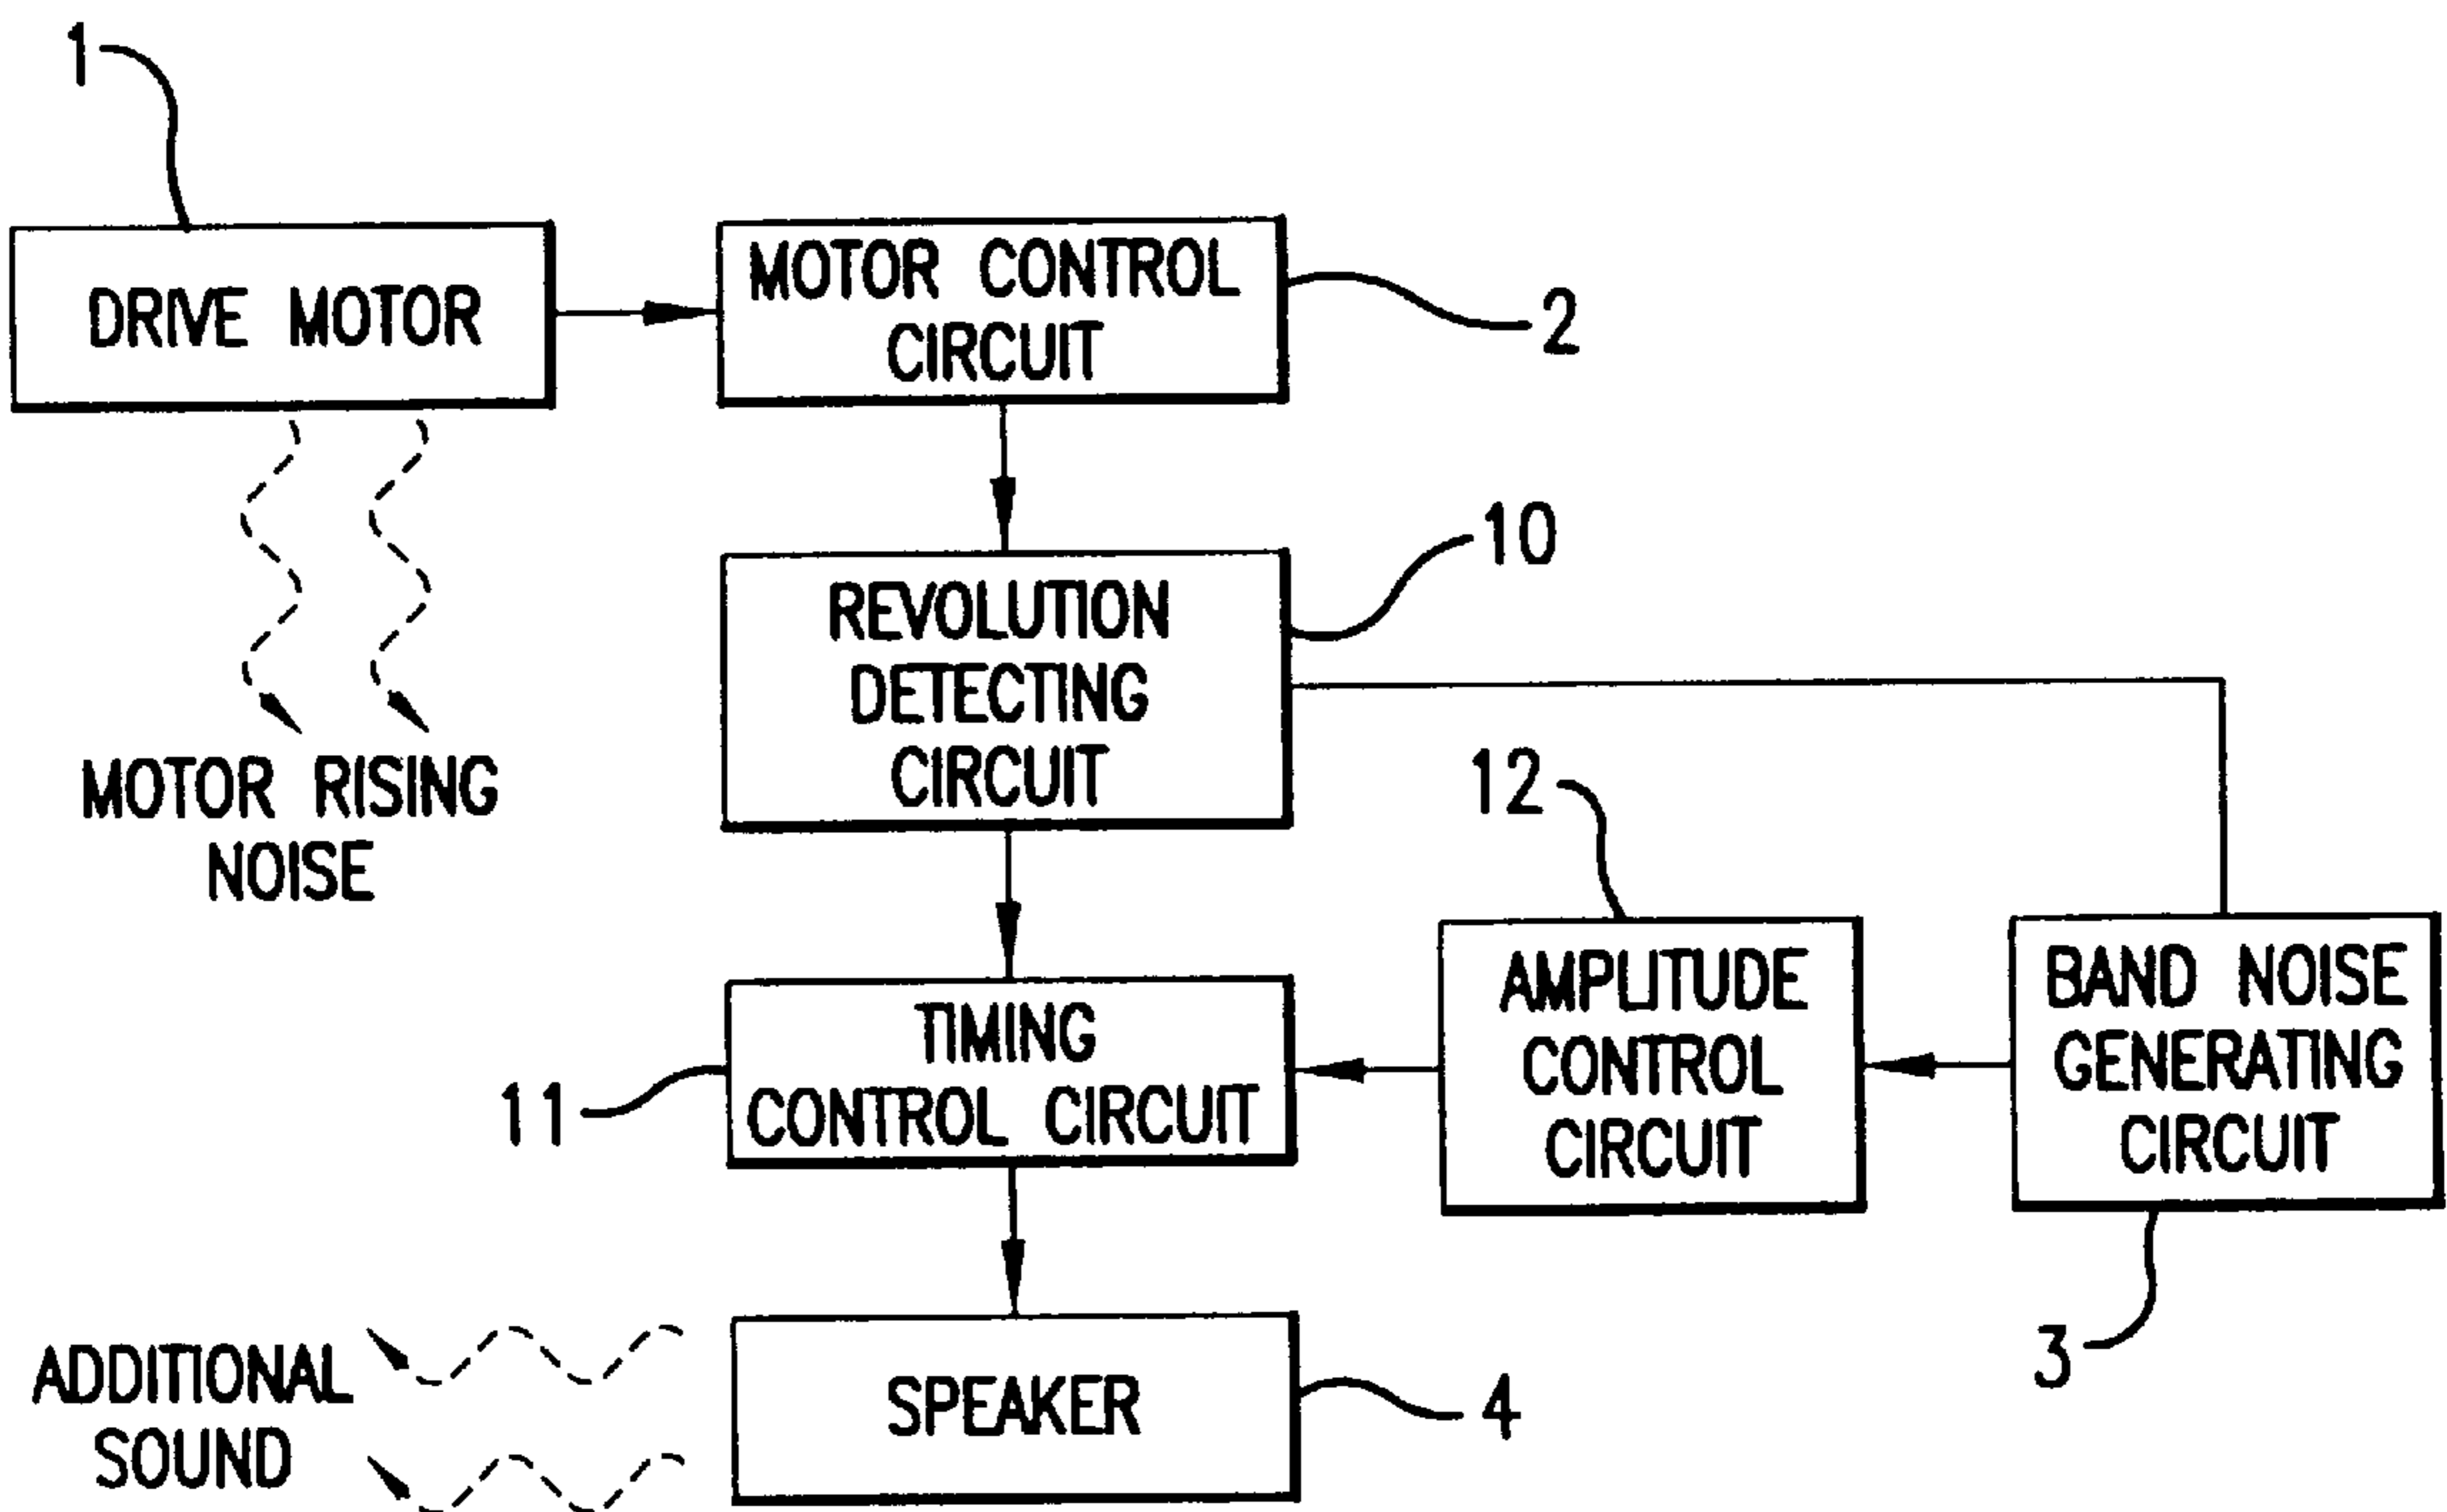 1
DRIVE MOTOR
MOTOR CONTROL
CIRCUIT
2
10
REVOLUTION
DETECTING
CIRCUIT
MOTOR RISING
NOISE
12
TIMING
CONTROL CIRCUIT
11
AMPLITUDE
CONTROL
CIRCUIT
BAND NOISE
GENERATING
CIRCUIT
3
ADDITIONAL
SOUND
SPEAKER
4